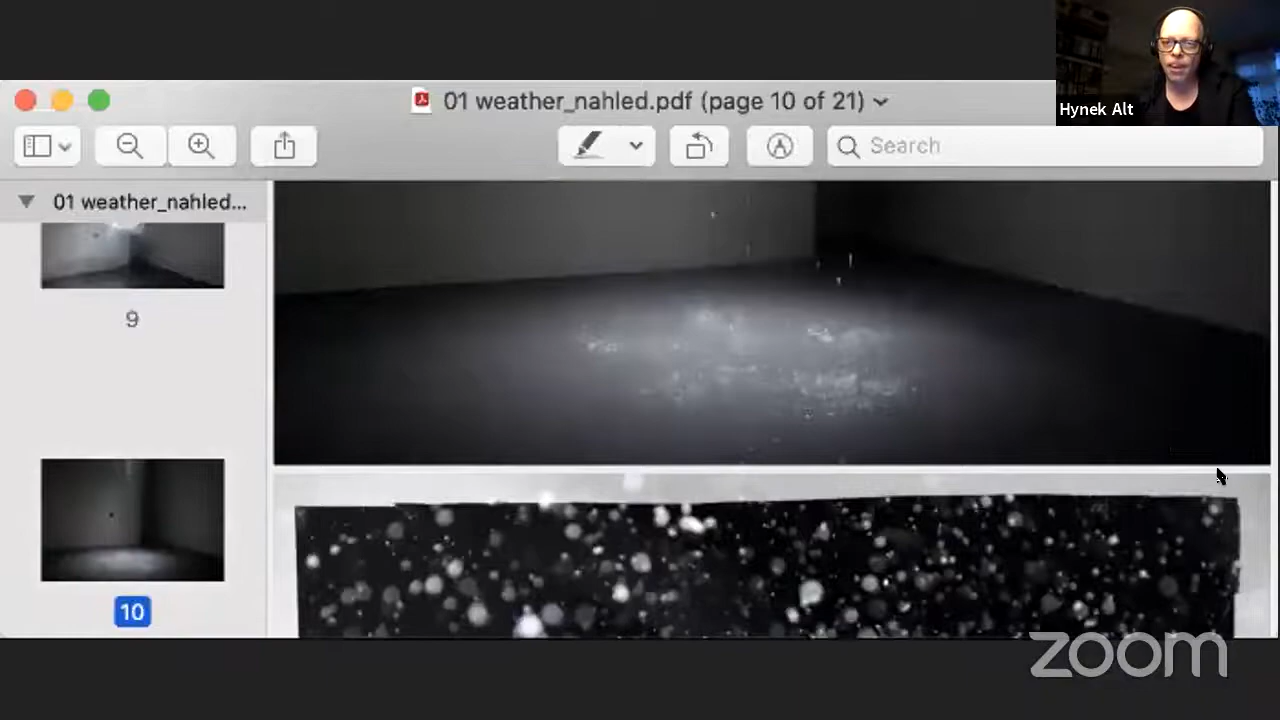 01 weather_nahled.pdf (page 10 of 21)
Hynek Alt
Search
01 weather_nahled...
9
10
zoom